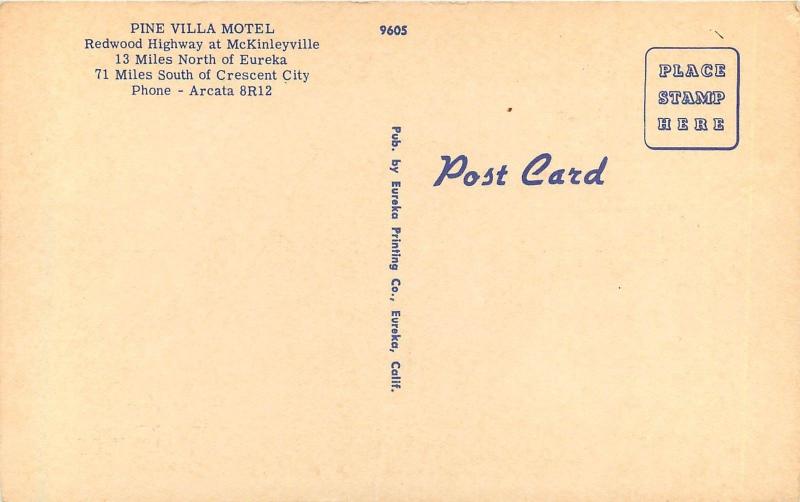 PINE VILLA MOTEL
Redwood Highway at McKinleyville
13 Miles North of Eureka
71 Miles South of Crescent City
Phone - Arcata 8R12
9605
Pub. by Eureka Printing Co., Eureka, Calif.
Post Card
PLACE
STAMP
HERE